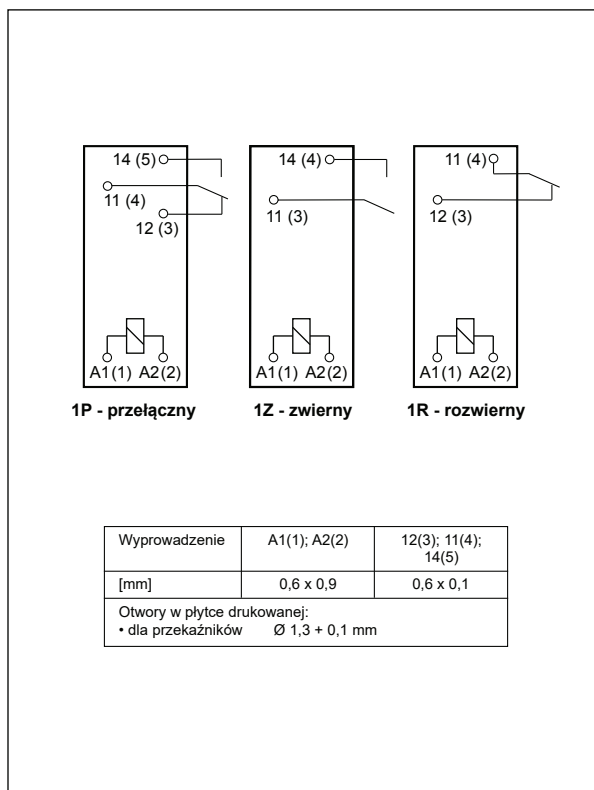 14 (5)
11 (4)
12 (3)
A1(1) A2(2)
1P - przełączny
14 (4)
11 (3)
A1(1) A2(2)
1Z - zwierny
11 (4)
12 (3)
A1(1) A2(2)
1R - rozwierny
Wyprowadzenie
A1(1); A2(2)
12(3); 11(4);
14(5)
[mm]
0,6 x 0,9
0,6 x 0,1
Otwory w płytce drukowanej:
• dla przekaźników Ø 1,3 + 0,1 mm